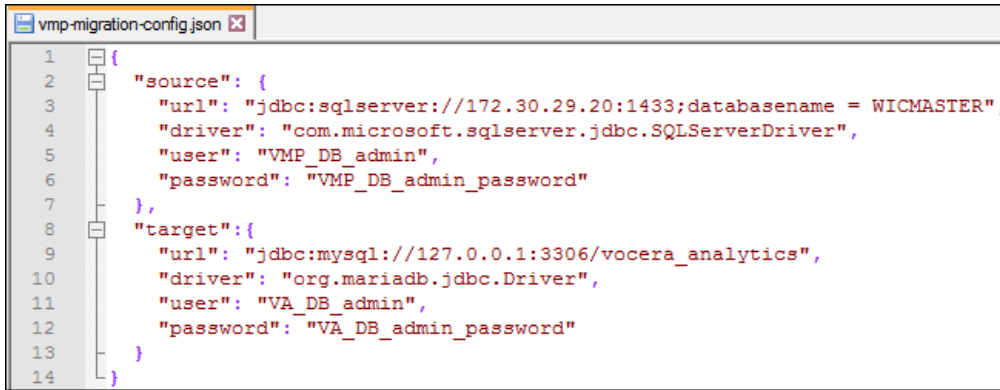 vmp-migration-config.json
1 {
2 "source": {
3 "url": "jdbc:sqlserver://172.30.29.20:1433;databasename = WICMASTER",
4 "driver": "com.microsoft.sqlserver.jdbc.SQLServerDriver",
5 "user": "VMP_DB_admin",
6 "password": "VMP_DB_admin_password"
7 },
8 "target":{
9 "url": "jdbc:mysql://127.0.0.1:3306/vocera_analytics",
10 "driver": "org.mariadb.jdbc.Driver",
11 "user": "VA_DB_admin",
12 "password": "VA_DB_admin_password"
13 }
14 }